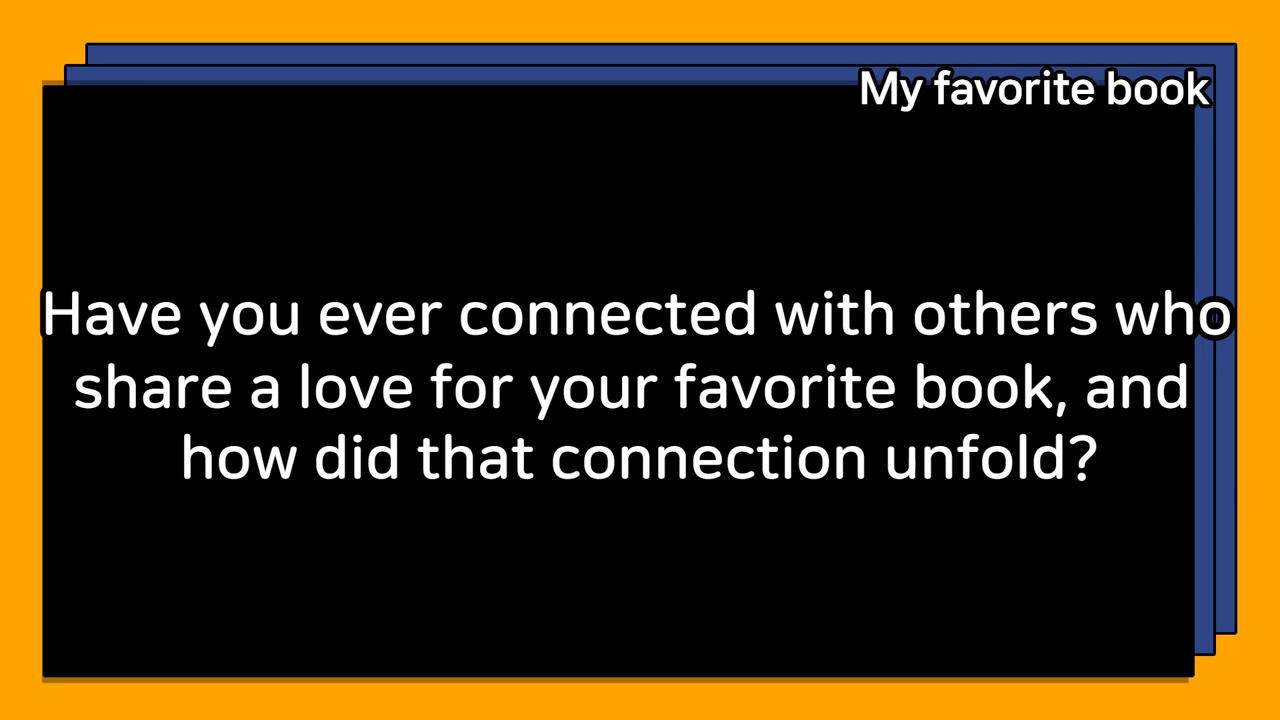 My favorite book
Have you ever connected with others who
share a love for your favorite book, and
how did that connection unfold?